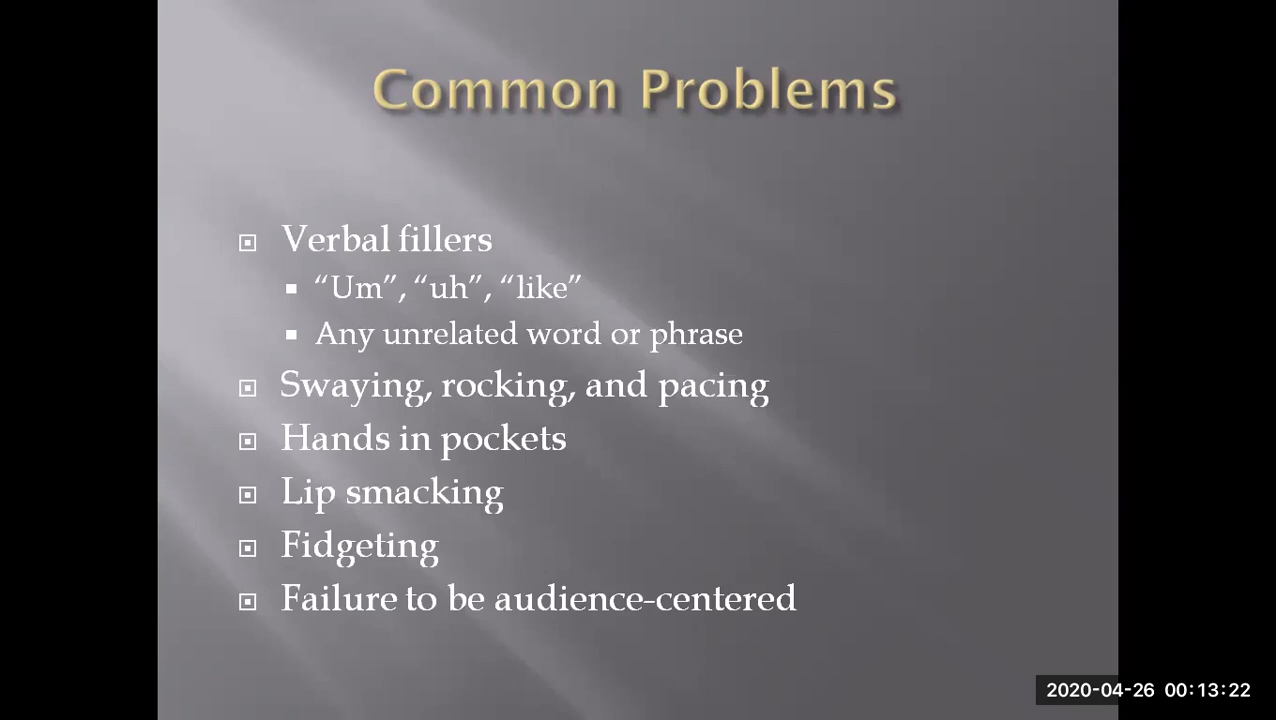 Common Problems
Verbal fillers
“Um”, “uh”, “like”
Any unrelated word or phrase
Swaying, rocking, and pacing
Hands in pockets
Lip smacking
Fidgeting
Failure to be audience-centered
2020-04-26 00:13:22